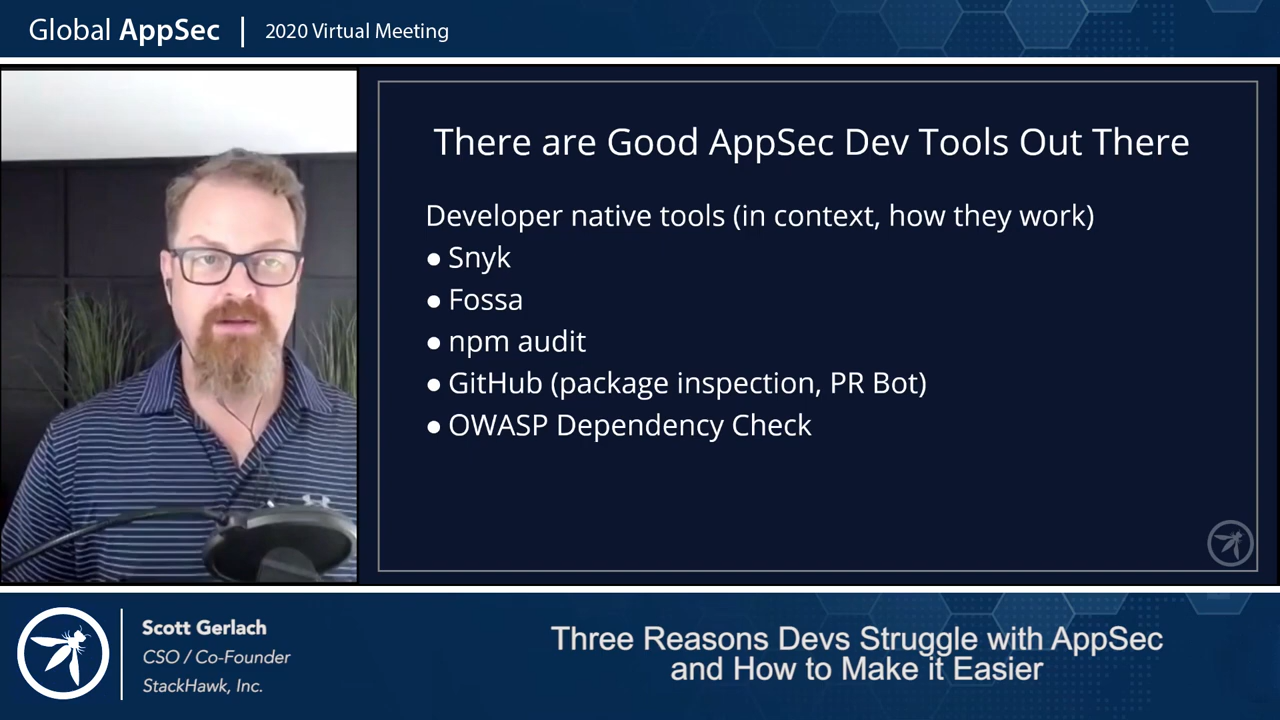 Global AppSec | 2020 Virtual Meeting
There are Good AppSec Dev Tools Out There
Developer native tools (in context, how they work)
● Snyk
● Fossa
● npm audit
● GitHub (package inspection, PR Bot)
● OWASP Dependency Check
Scott Gerlach
CSO / Co-Founder
StackHawk, Inc.
Three Reasons Devs Struggle with AppSec
and How to Make it Easier